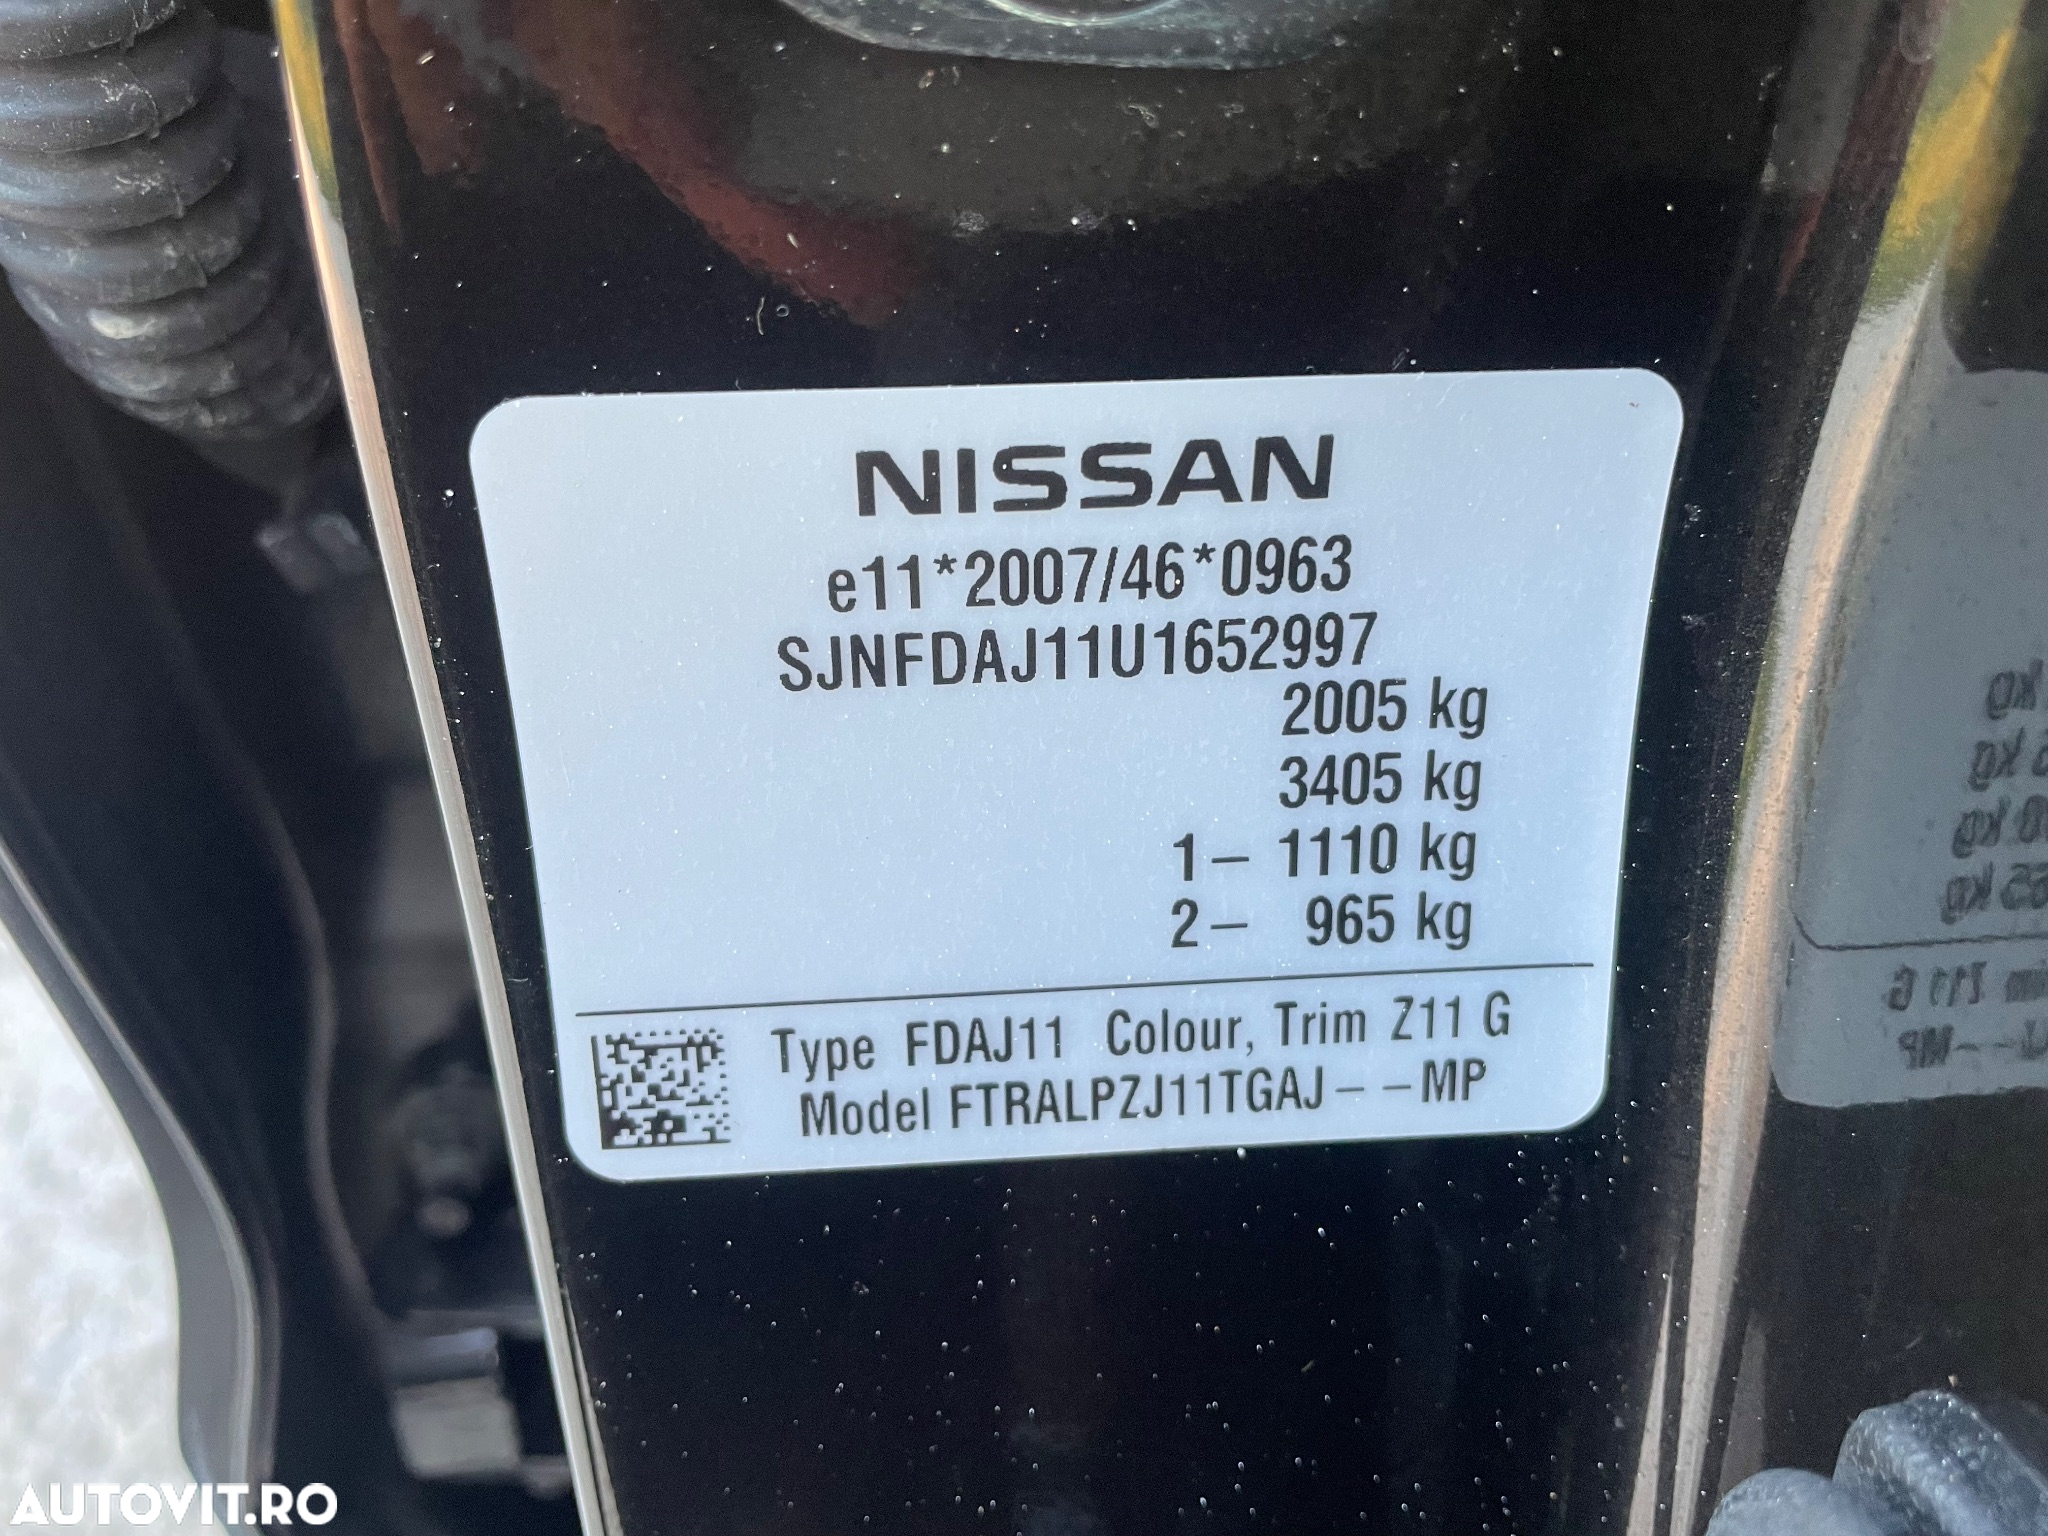 NISSAN
e11*2007/46*0963
SJNFDAJ11U1652997
2005 kg
3405 kg
1 – 1110 kg
2 – 965 kg
Type FDAJ11 Colour, Trim Z11 G
Model FTRALPZJ11TGAJ – – MP
AUTOVIT.RO